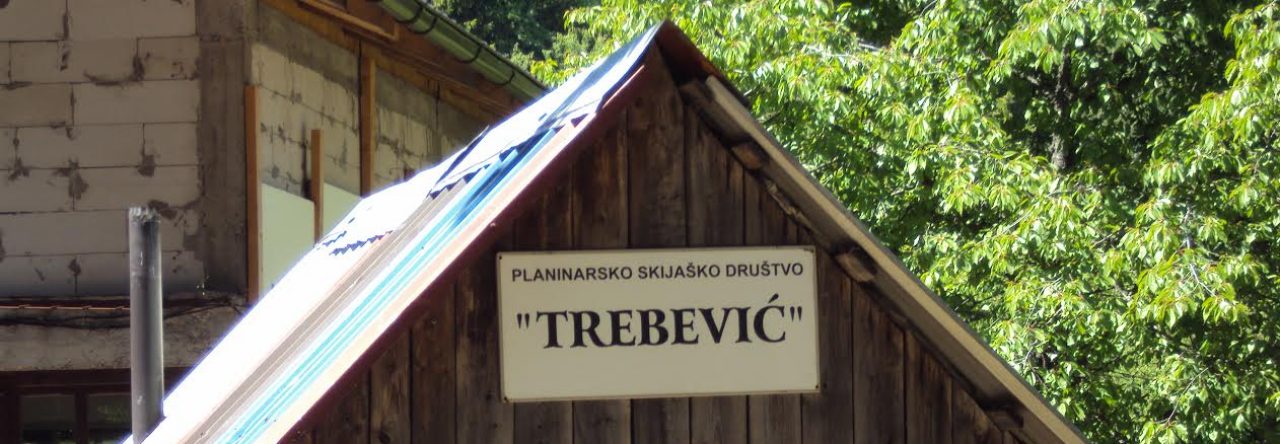 PLANINARSKO SKIJAŠKO DRUŠTVO
"TREBEVIĆ"